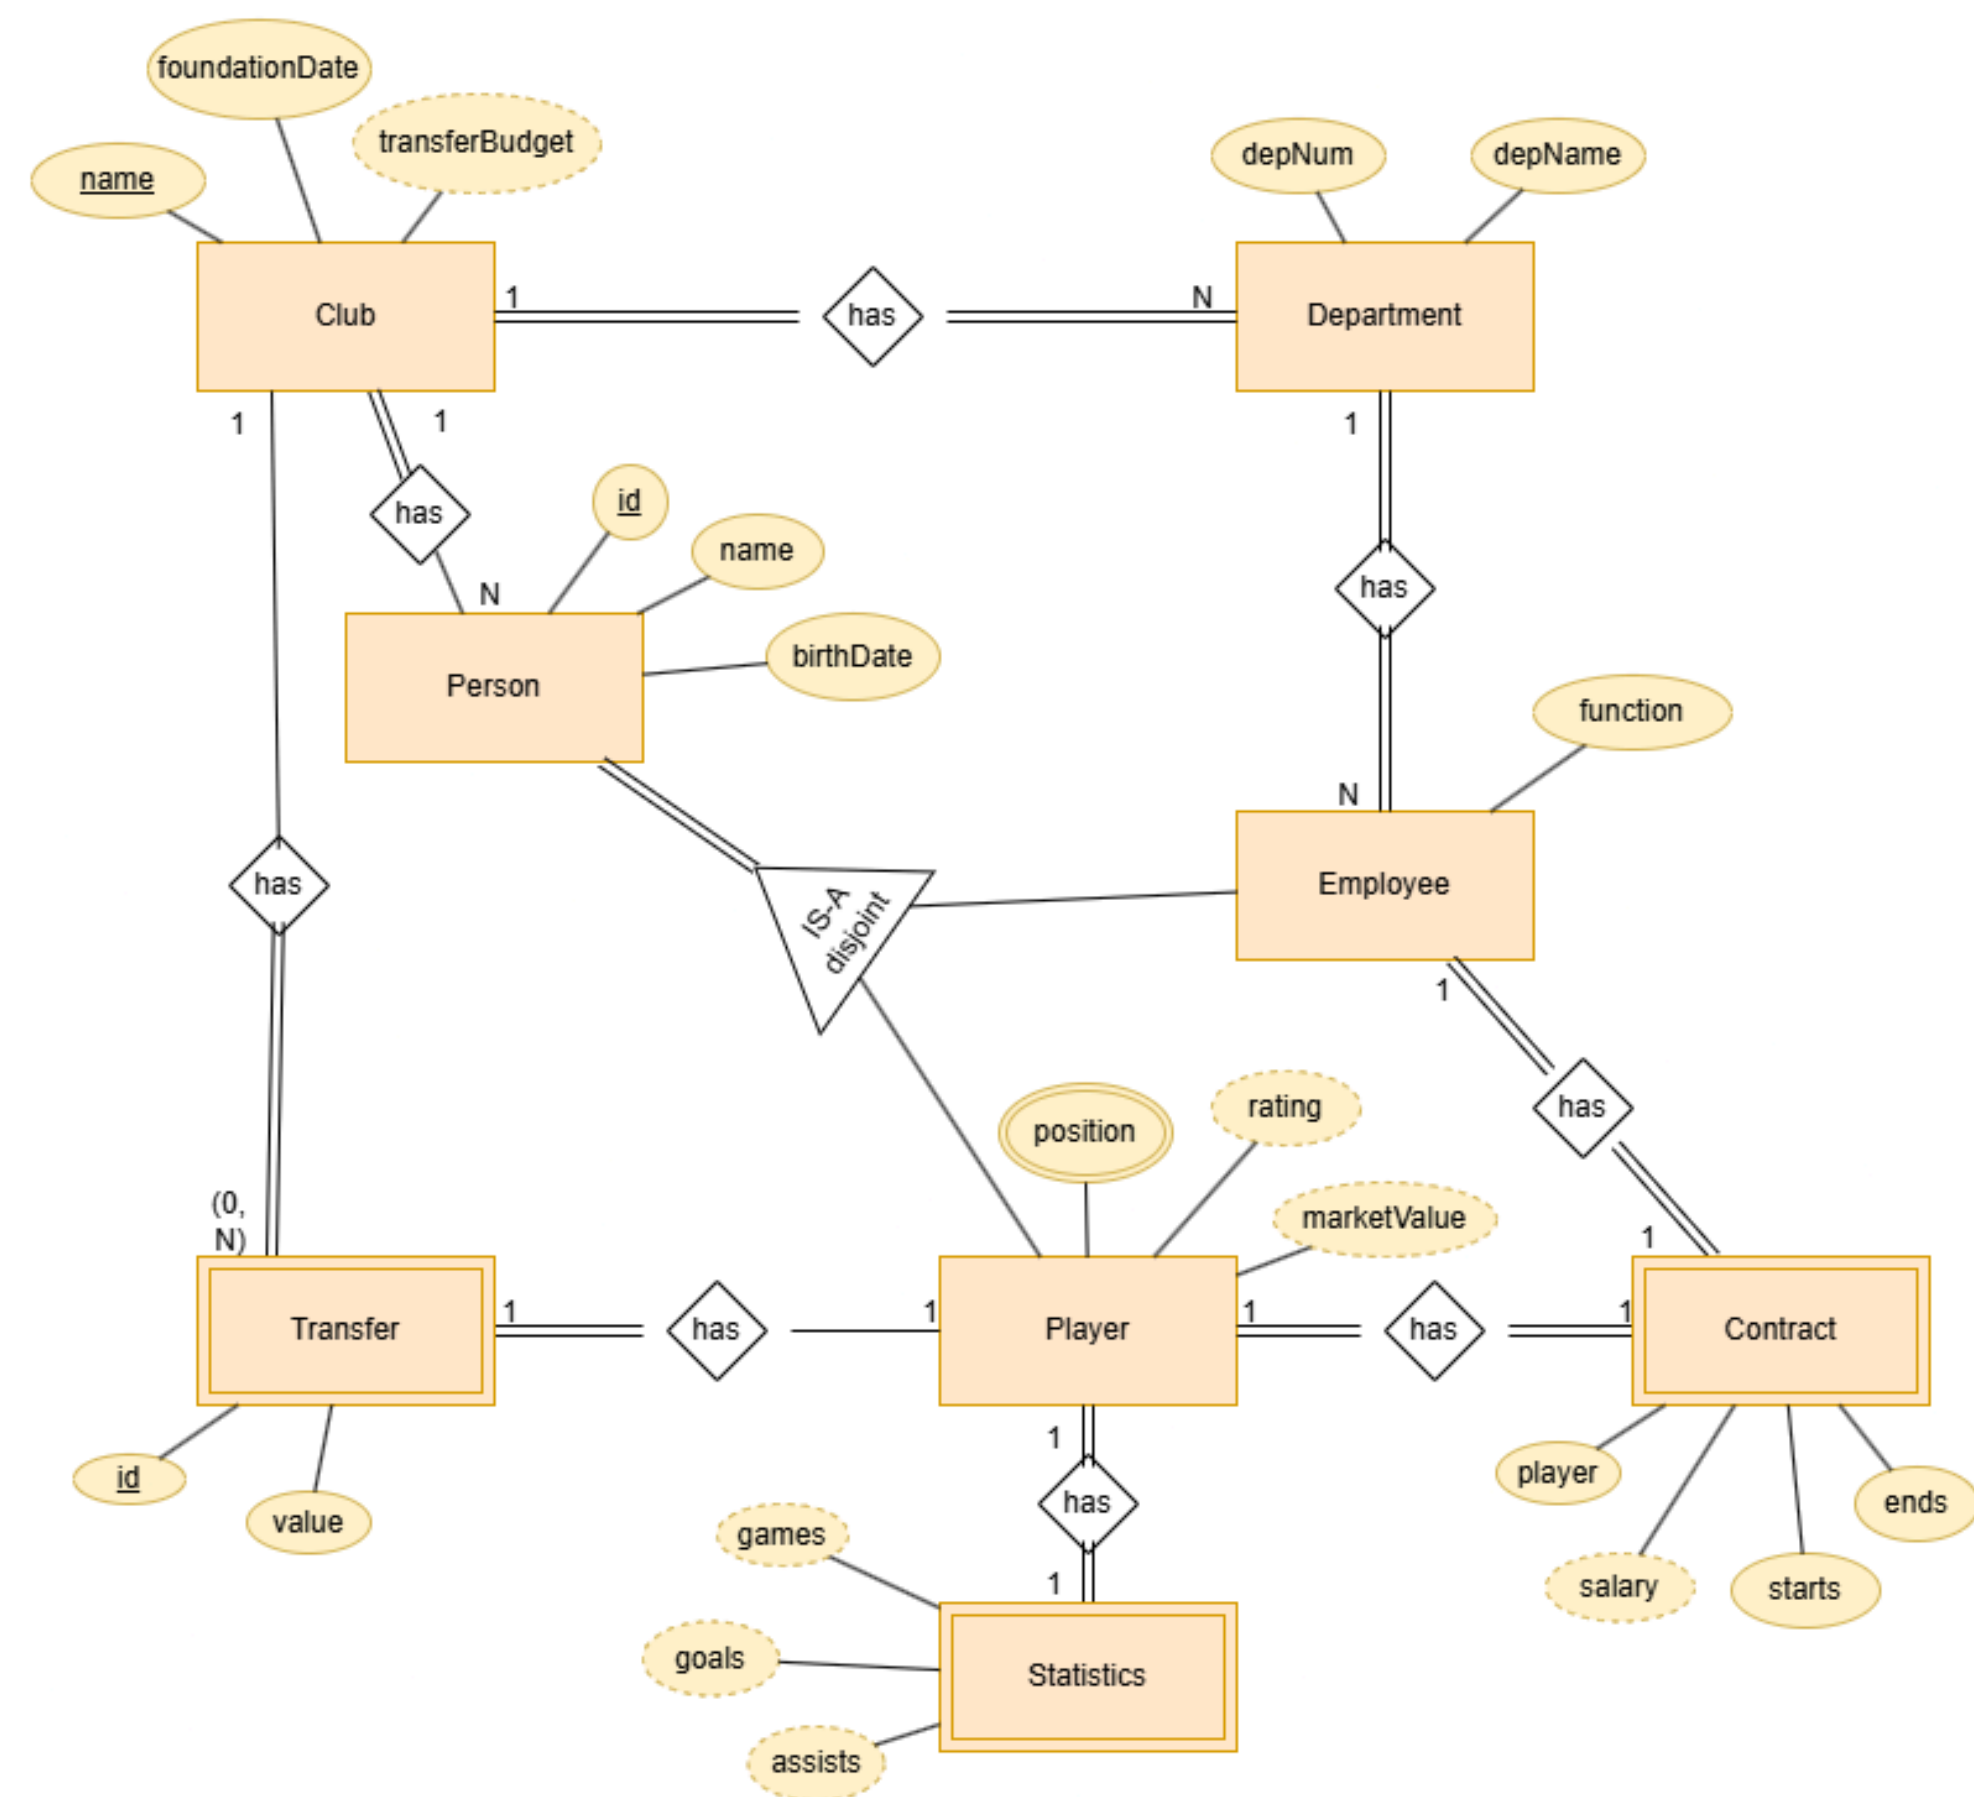 foundationDate
transferBudget
name
depNum
depName
Club
1
has
N
Department
1
1
1
id
has
name
N
has
birthDate
Person
function
N
has
Employee
IS-A
disjoint
1
rating
has
position
(0,
N)
marketValue
1
Transfer
1
has
1
Player
1
has
1
Contract
1
id
value
player
ends
has
games
1
salary
starts
goals
Statistics
assists